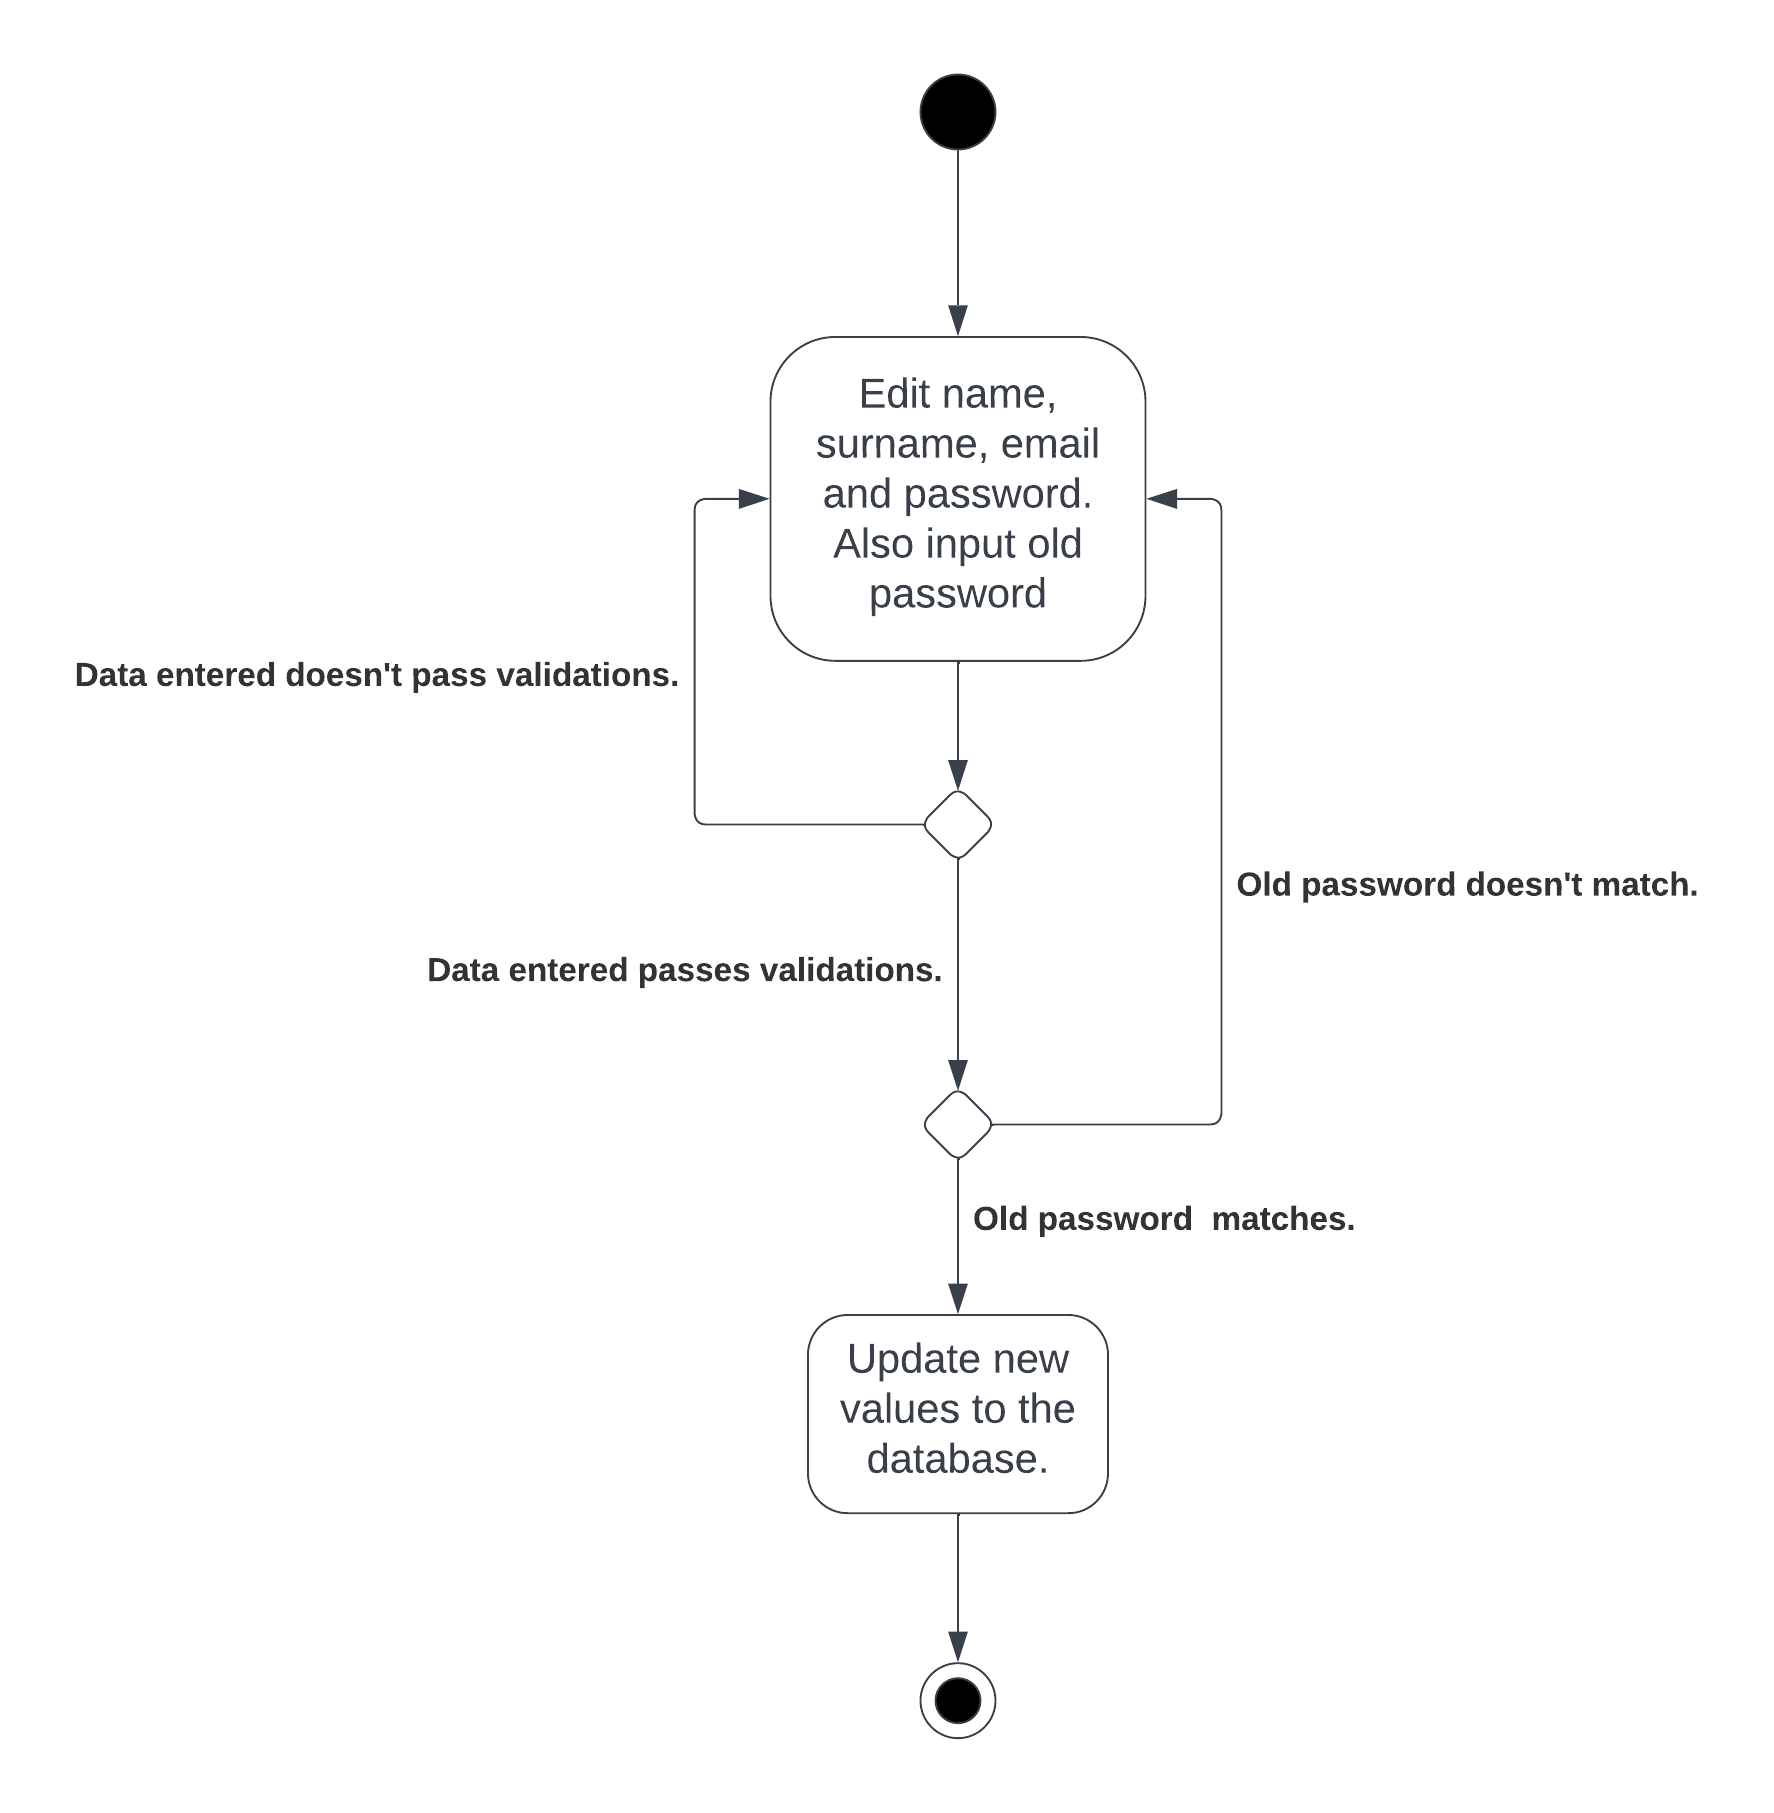 Edit name,
surname, email
and password.
Also input old
password
Data entered doesn't pass validations.
Old password doesn't match.
Data entered passes validations.
Old password  matches.
Update new
values to the
database.